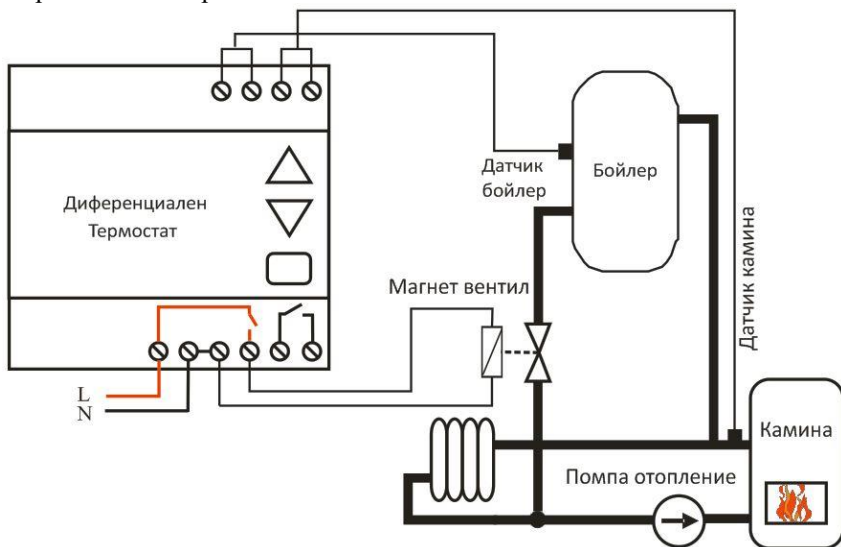 Датчик
бойлер
Бойлер
Диференциален
Термостат
Магнет вентил
Датчик камина
L
N
Камина
Помпа отопление